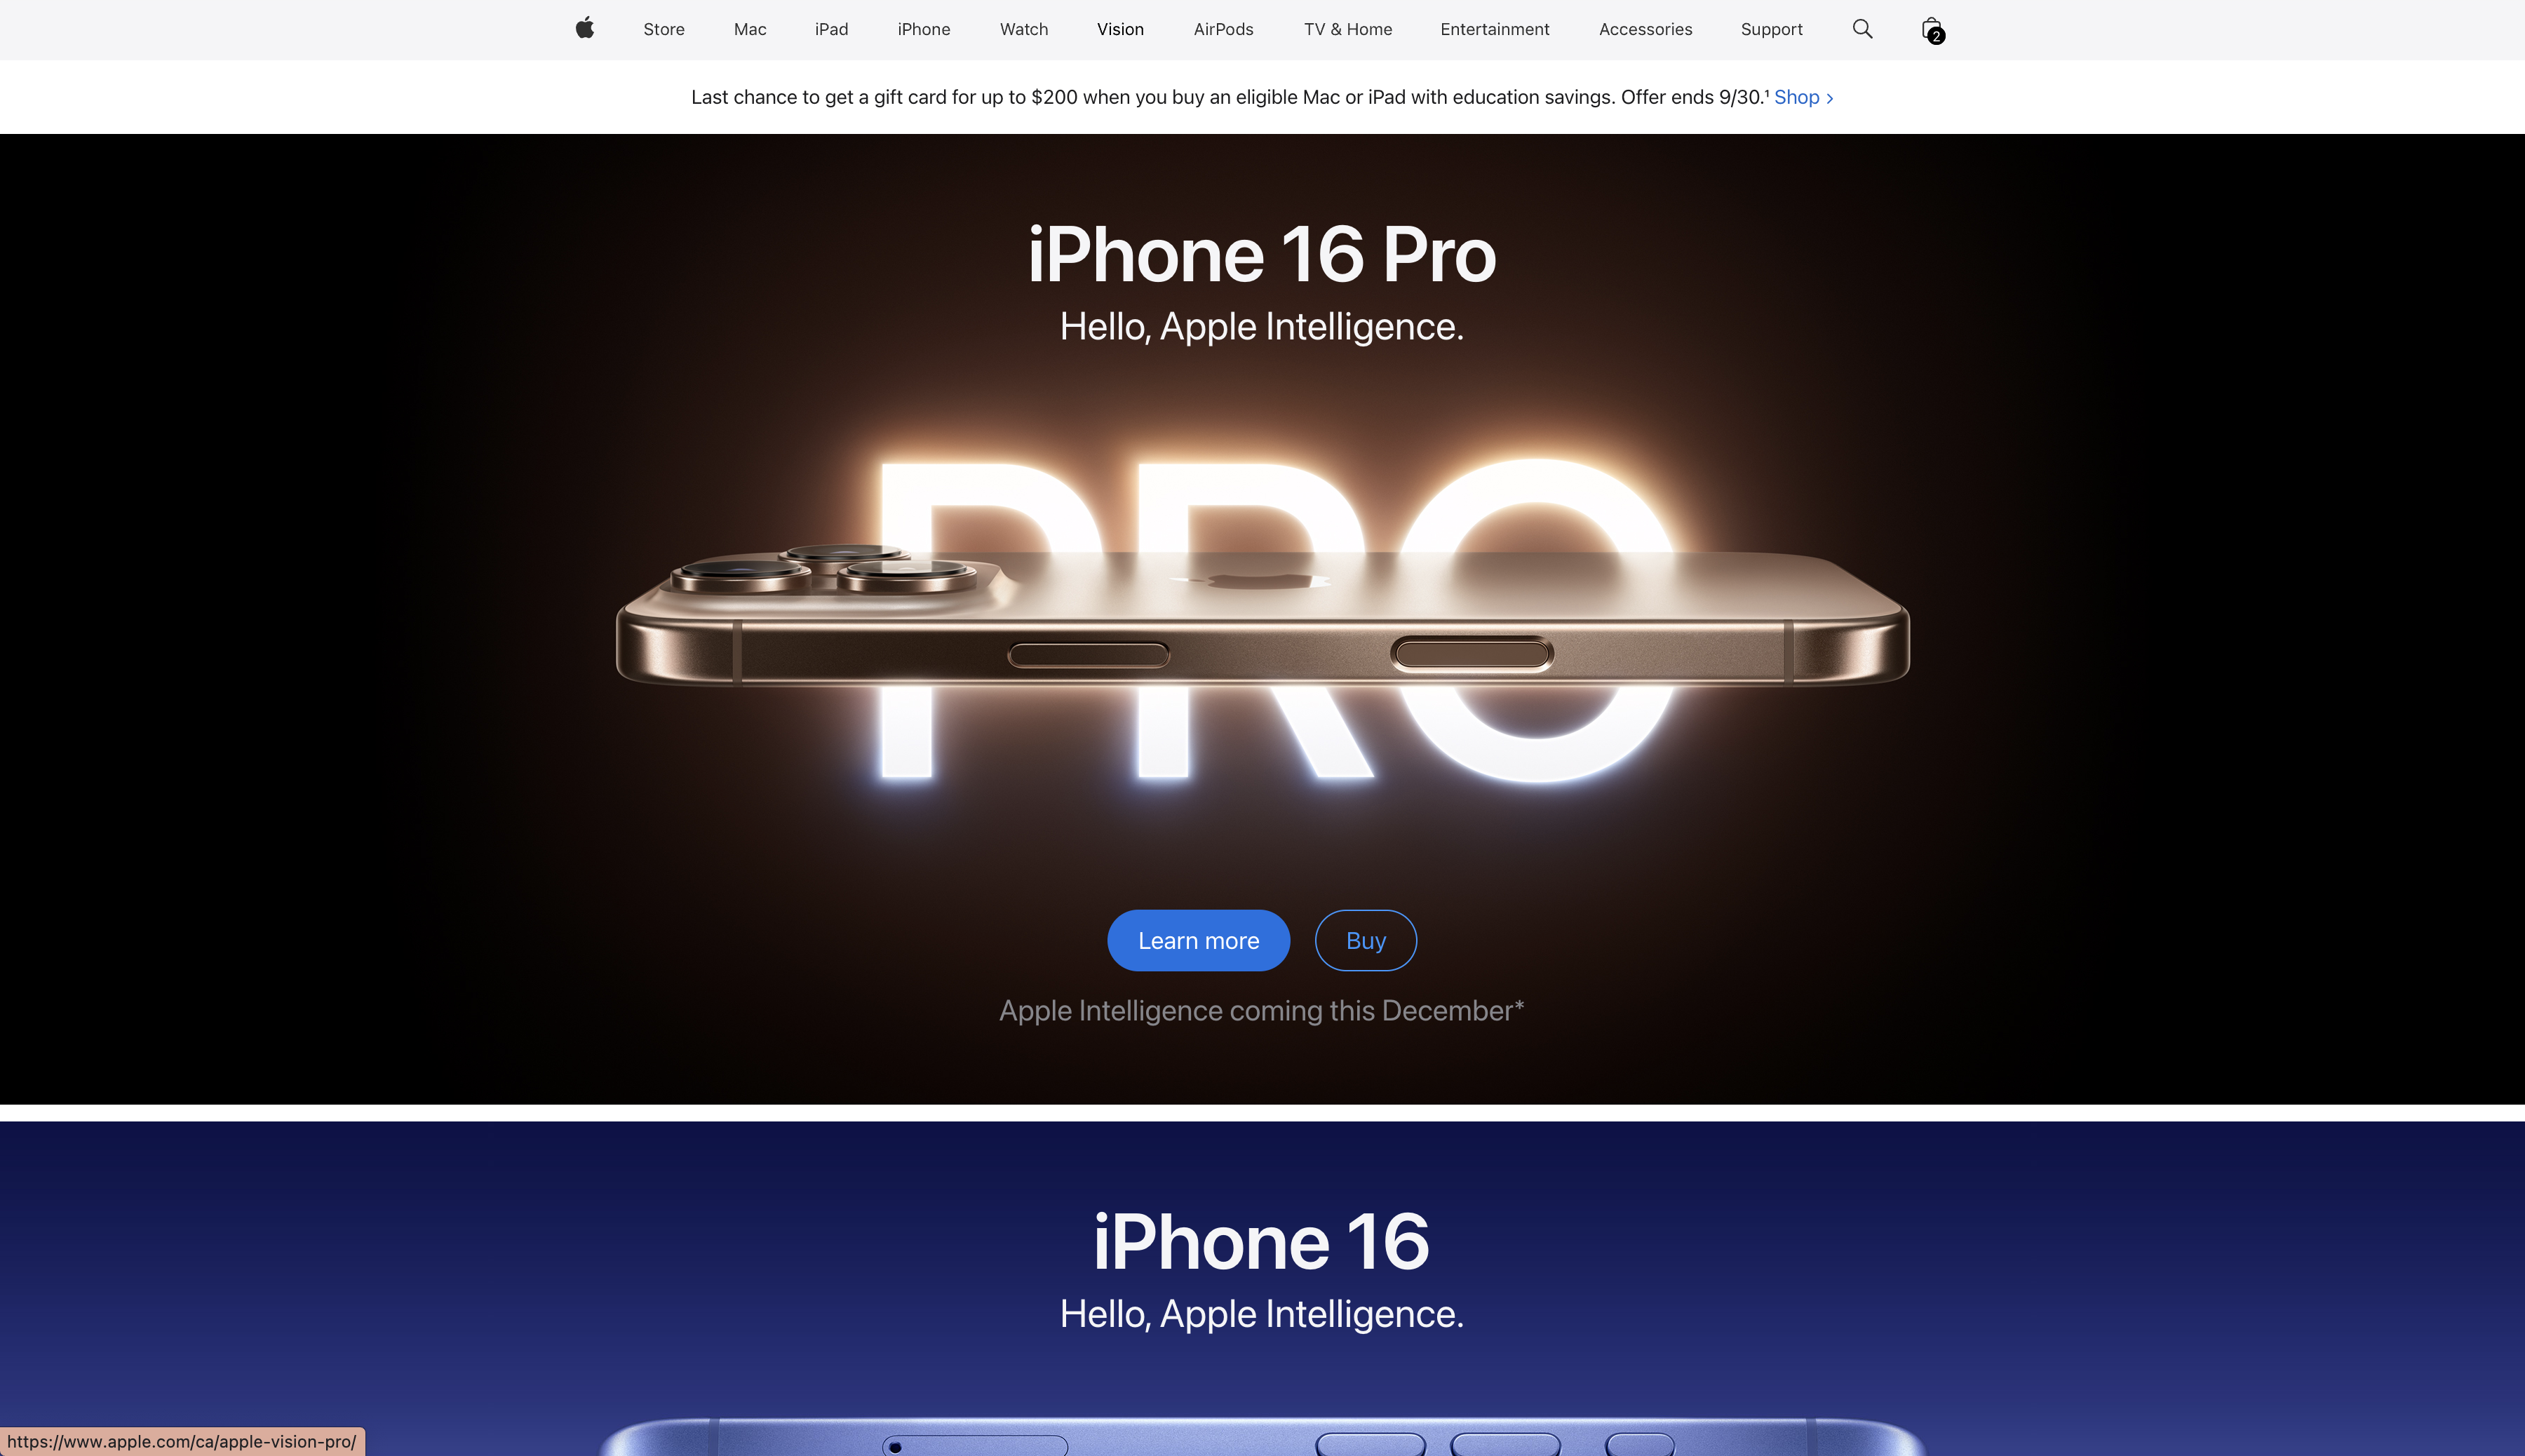 Store Mac iPad iPhone Watch Vision AirPods TV & Home Entertainment Accessories Support 2
Last chance to get a gift card for up to $200 when you buy an eligible Mac or iPad with education savings. Offer ends 9/30.¹ Shop >
iPhone 16 Pro
Hello, Apple Intelligence.
PRO
Learn more Buy
Apple Intelligence coming this December*
iPhone 16
Hello, Apple Intelligence.
https://www.apple.com/ca/apple-vision-pro/